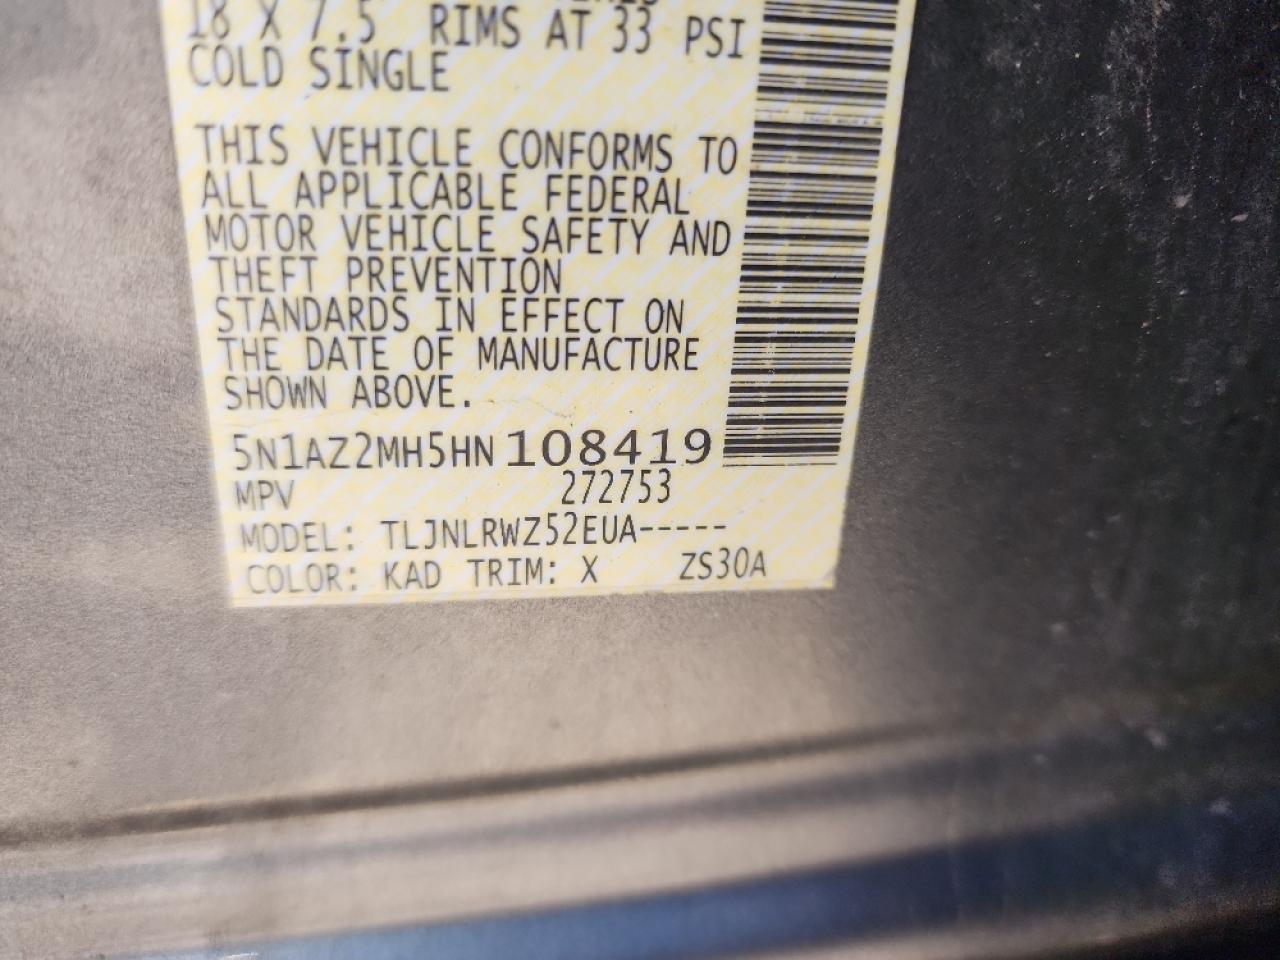 18 X 7.5 RIMS AT 33 PSI
COLD SINGLE
THIS VEHICLE CONFORMS TO
ALL APPLICABLE FEDERAL
MOTOR VEHICLE SAFETY AND
THEFT PREVENTION
STANDARDS IN EFFECT ON
THE DATE OF MANUFACTURE
SHOWN ABOVE.
5N1AZ2MH5HN108419
MPV 272753
MODEL: TLJNLRWZ52EUA-----
COLOR: KAD TRIM: X ZS30A